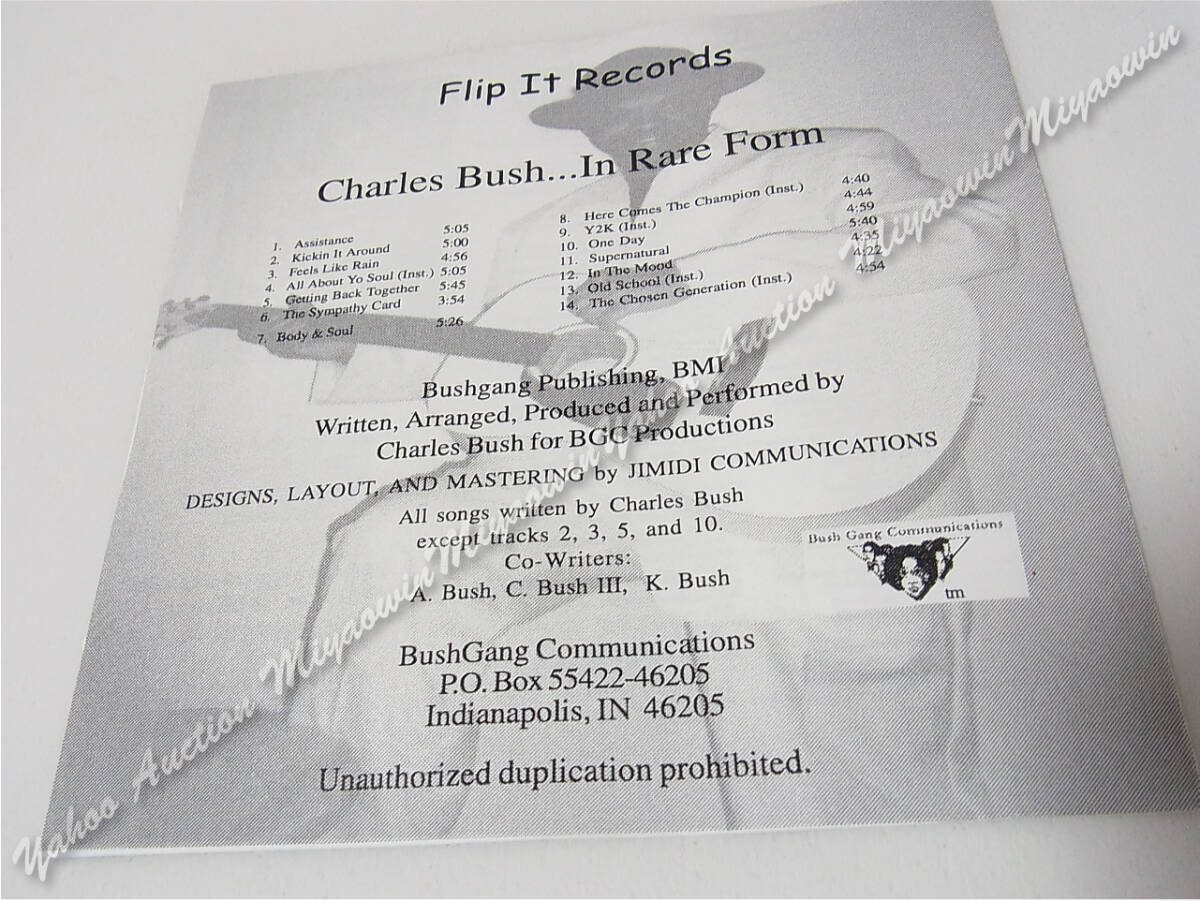 Flip It Records
Charles Bush...In Rare Form
1. Assistance 5:05
2. Kickin It Around 5:00
3. Feels Like Rain 4:56
4. All About Yo Soul (Inst.) 5:05
5. Getting Back Together 5:45
6. The Sympathy Card 3:54
7. Body & Soul 5:26
8. Here Comes The Champion (Inst.) 4:40
9. Y2K (Inst.) 4:44
10. One Day 4:59
11. Supernatural 5:40
12. In The Mood 4:35
13. Old School (Inst.) 4:22
14. The Chosen Generation (Inst.) 4:54
Bushgang Publishing, BMI
Written, Arranged, Produced and Performed by
Charles Bush for BGC Productions
DESIGNS, LAYOUT, AND MASTERING by JIMIDI COMMUNICATIONS
All songs written by Charles Bush
except tracks 2, 3, 5, and 10.
Co-Writers:
A. Bush, C. Bush III, K. Bush
Bush Gang Communications
tm
BushGang Communications
P.O. Box 55422-46205
Indianapolis, IN 46205
Unauthorized duplication prohibited.
Yahoo Auction Miyaowin Miyaowin Miyaowin Yahoo Auction Miyaowin MiyaowinMiyaowin